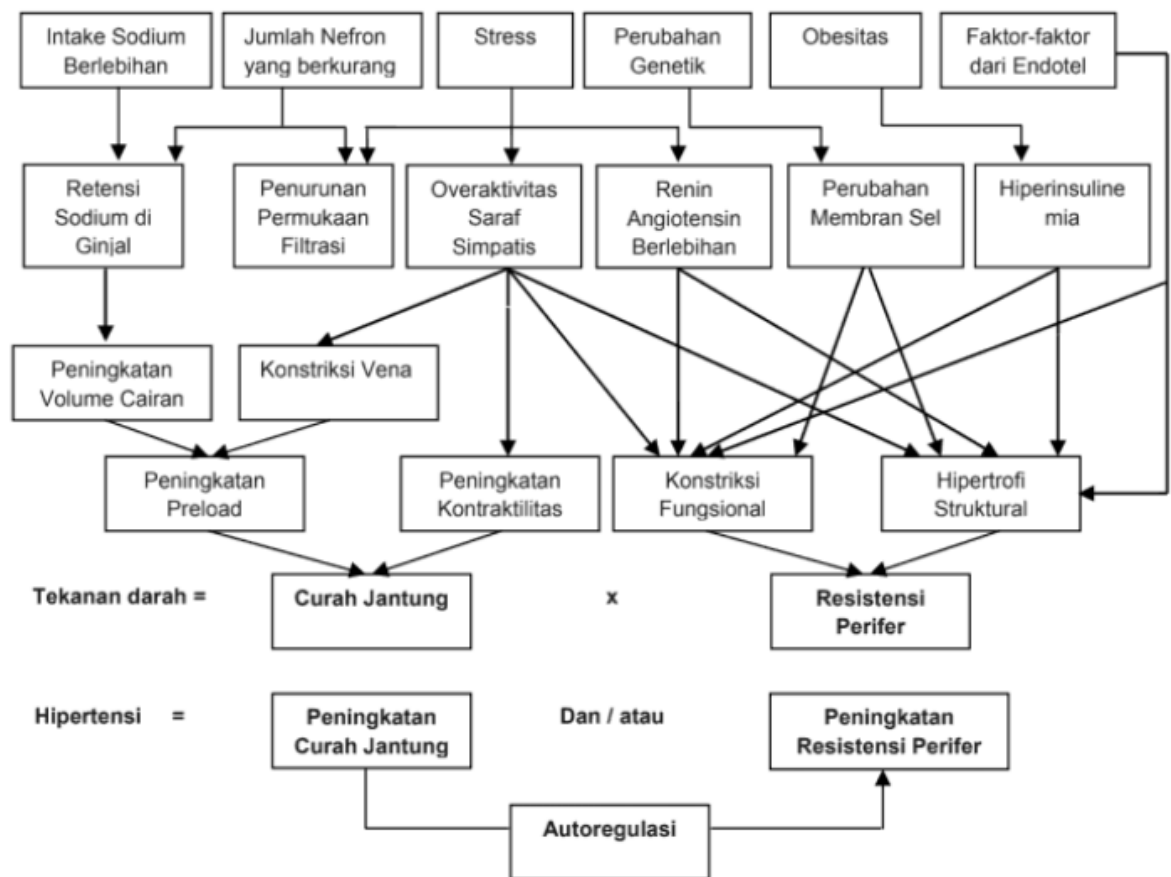 Intake Sodium
Berlebihan
Jumlah Nefron
yang berkurang
Stress
Perubahan
Genetik
Obesitas
Faktor-faktor
dari Endotel
Retensi
Sodium di
Ginjal
Penurunan
Permukaan
Filtrasi
Overaktivitas
Saraf
Simpatis
Renin
Angiotensin
Berlebihan
Perubahan
Membran Sel
Hiperinsuline
mia
Peningkatan
Volume Cairan
Konstriksi Vena
Peningkatan
Preload
Peningkatan
Kontraktilitas
Konstriksi
Fungsional
Hipertrofi
Struktural
Tekanan darah =
Curah Jantung
x
Resistensi
Perifer
Hipertensi =
Peningkatan
Curah Jantung
Dan / atau
Peningkatan
Resistensi Perifer
Autoregulasi